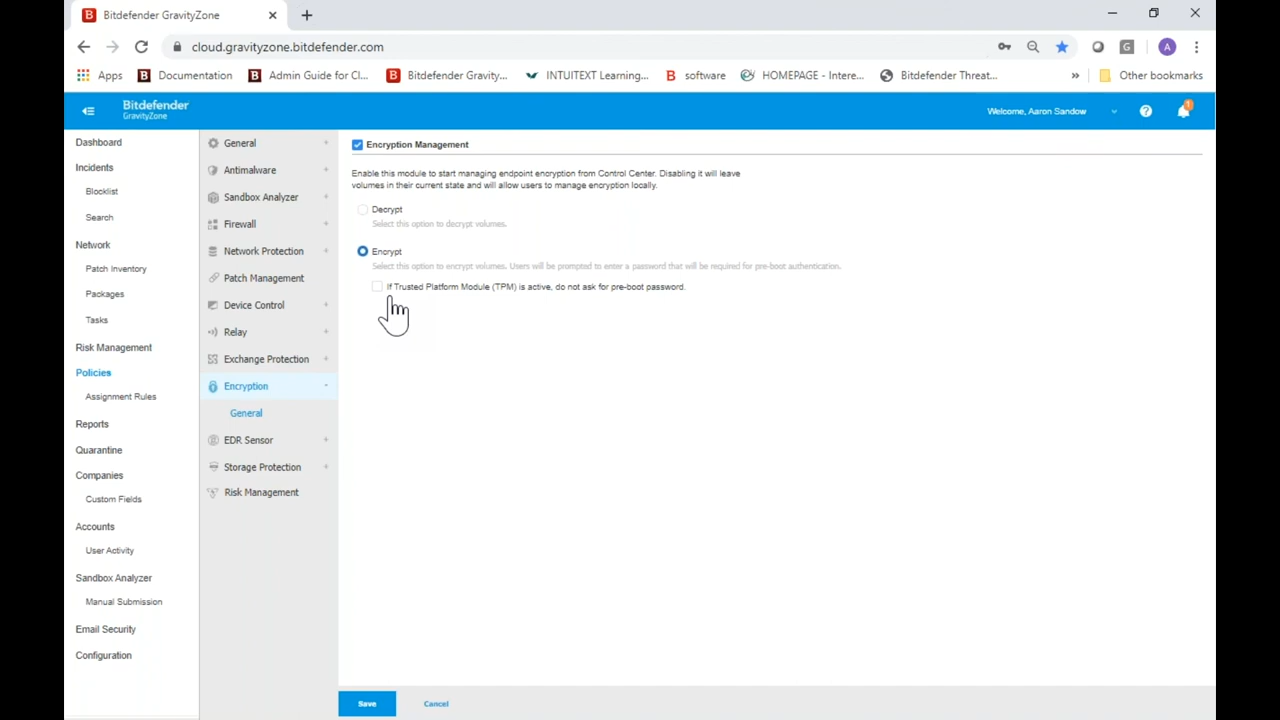 Bitdefender GravityZone
cloud.gravityzone.bitdefender.com
G
A
Apps
Documentation
Admin Guide for Cl...
Bitdefender Gravity...
INTUITEXT Learning...
software
HOMEPAGE - Intere...
Bitdefender Threat...
»
Other bookmarks
Bitdefender
GravityZone
Welcome, Aaron Sandow
?
1
Dashboard
Incidents
Blocklist
Search
Network
Patch Inventory
Packages
Tasks
Risk Management
Policies
Assignment Rules
Reports
Quarantine
Companies
Custom Fields
Accounts
User Activity
Sandbox Analyzer
Manual Submission
Email Security
Configuration
General +
Antimalware +
Sandbox Analyzer +
Firewall +
Network Protection +
Patch Management
Device Control +
Relay +
Exchange Protection +
Encryption -
General
EDR Sensor +
Storage Protection +
Risk Management
Encryption Management
Enable this module to start managing endpoint encryption from Control Center. Disabling it will leave
volumes in their current state and will allow users to manage encryption locally.
Decrypt
Select this option to decrypt volumes.
Encrypt
Select this option to encrypt volumes. Users will be prompted to enter a password that will be required for pre-boot authentication.
If Trusted Platform Module (TPM) is active, do not ask for pre-boot password.
Save
Cancel